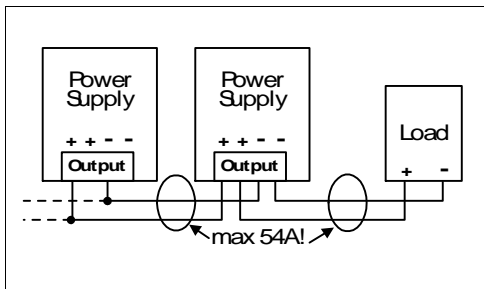 Power
Supply
+ + - -
Output
Power
Supply
+ + - -
Output
Load
+ -
max 54A!